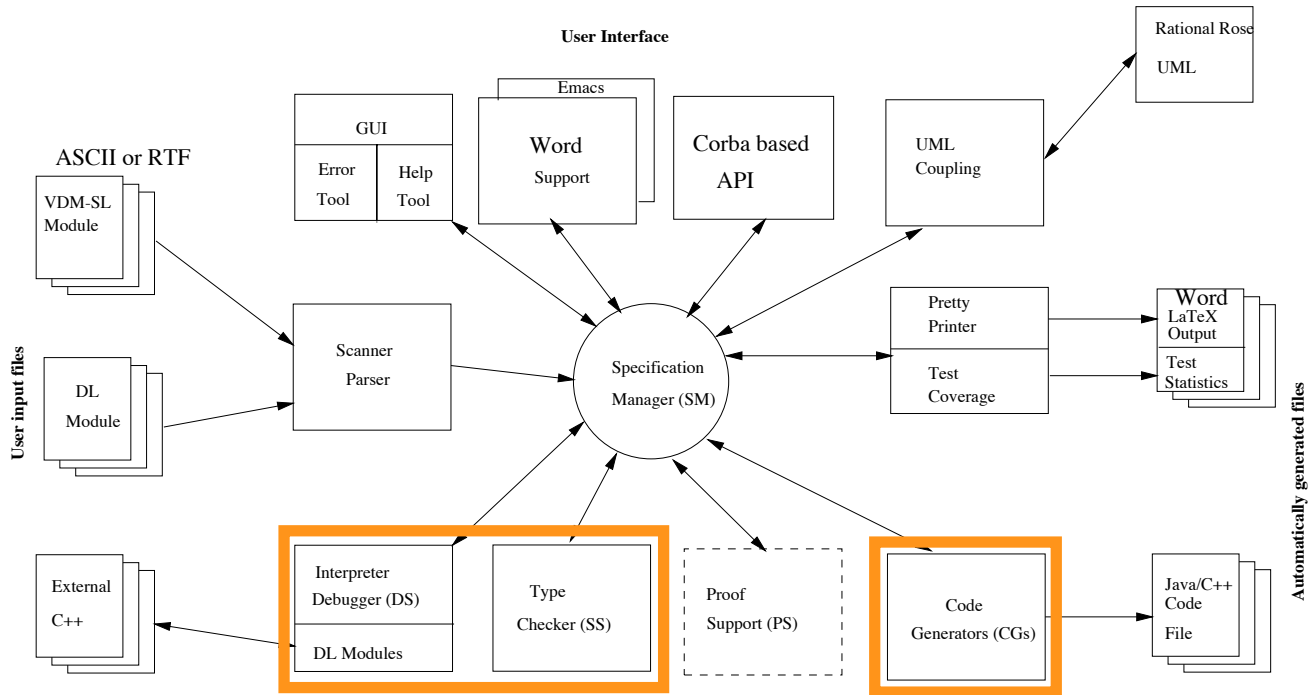 User Interface
Rational Rose
UML
Emacs
GUI
Error
Tool
Help
Tool
Word
Support
Corba based
API
UML
Coupling
ASCII or RTF
VDM-SL
Module
User input files
DL
Module
Scanner
Parser
Specification
Manager (SM)
Pretty
Printer
Test
Coverage
Word
LaTeX
Output
Test
Statistics
Automatically generated files
External
C++
Interpreter
Debugger (DS)
DL Modules
Type
Checker (SS)
Proof
Support (PS)
Code
Generators (CGs)
Java/C++
Code
File